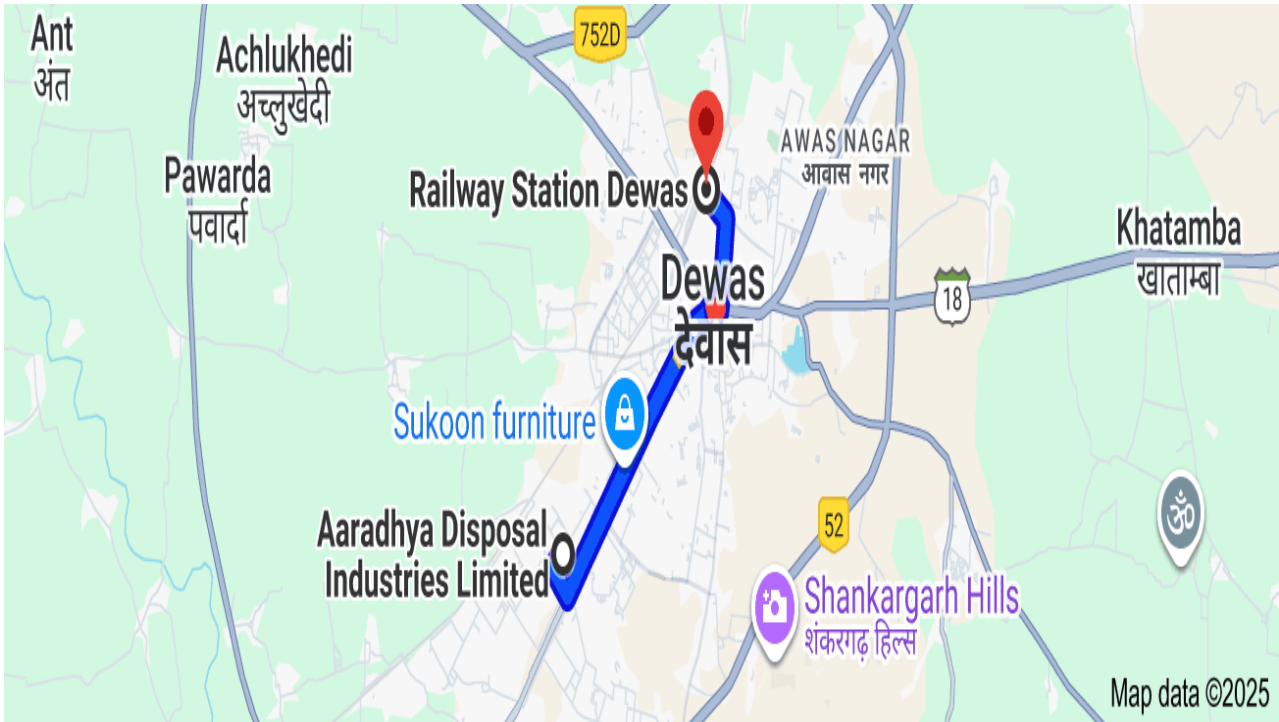 Ant
अंत
Achlukhedi
अच्लुखेदी
752D
AWAS NAGAR
आवास नगर
Pawarda
पवार्दा
Railway Station Dewas
Khatamba
खाताम्बा
Dewas
देवास
18
Sukoon furniture
Aaradhya Disposal
Industries Limited
52
ॐ
Shankargarh Hills
शंकरगढ़ हिल्स
Map data ©2025